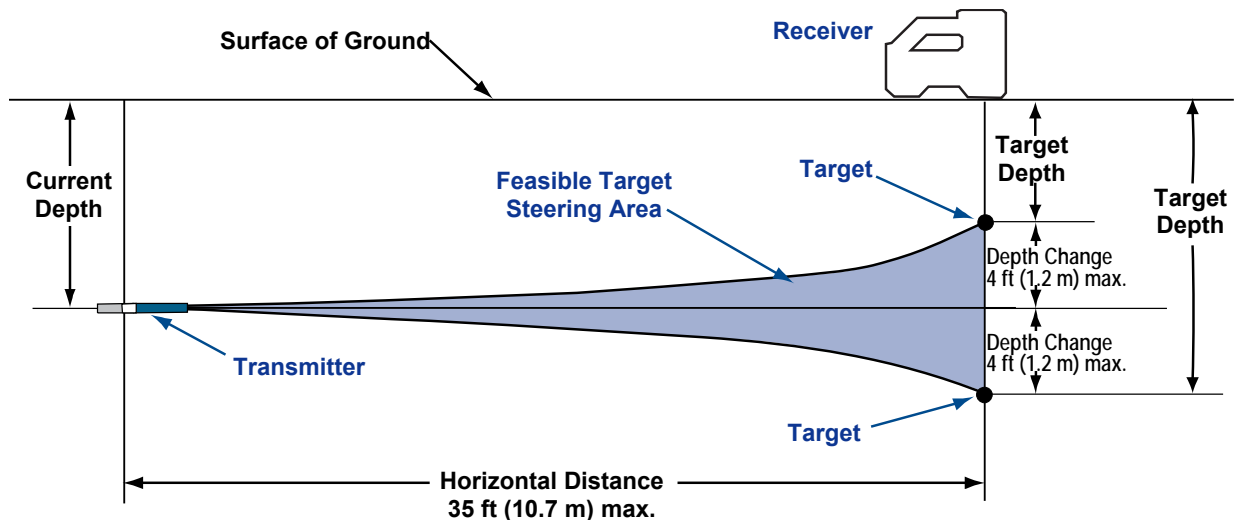 Receiver
Surface of Ground
Current
Depth
Feasible Target
Steering Area
Target
Target
Depth
Target
Depth
Depth Change
4 ft (1.2 m) max.
Depth Change
4 ft (1.2 m) max.
Transmitter
Target
Horizontal Distance
35 ft (10.7 m) max.